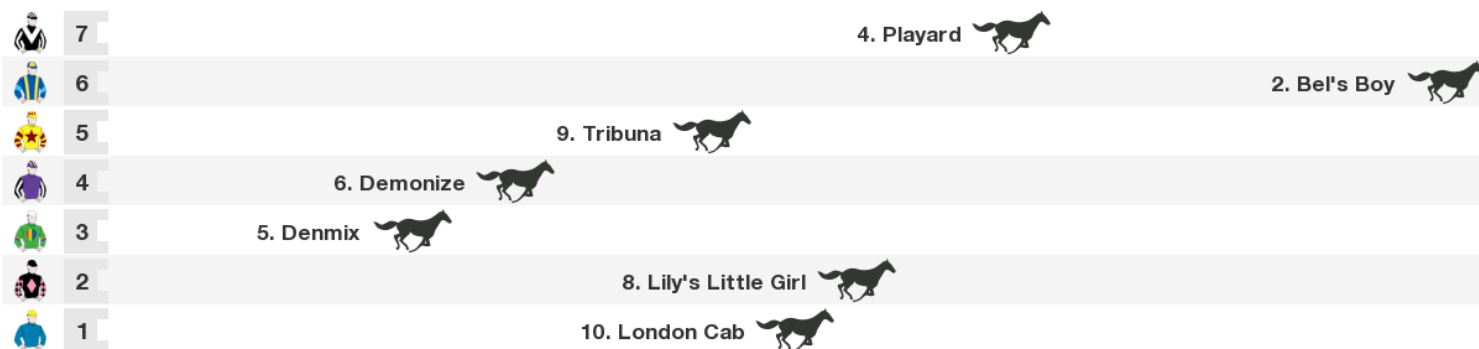 7 4. Playard
6 2. Bel's Boy
5 9. Tribuna
4 6. Demonize
3 5. Denmix
2 8. Lily's Little Girl
1 10. London Cab